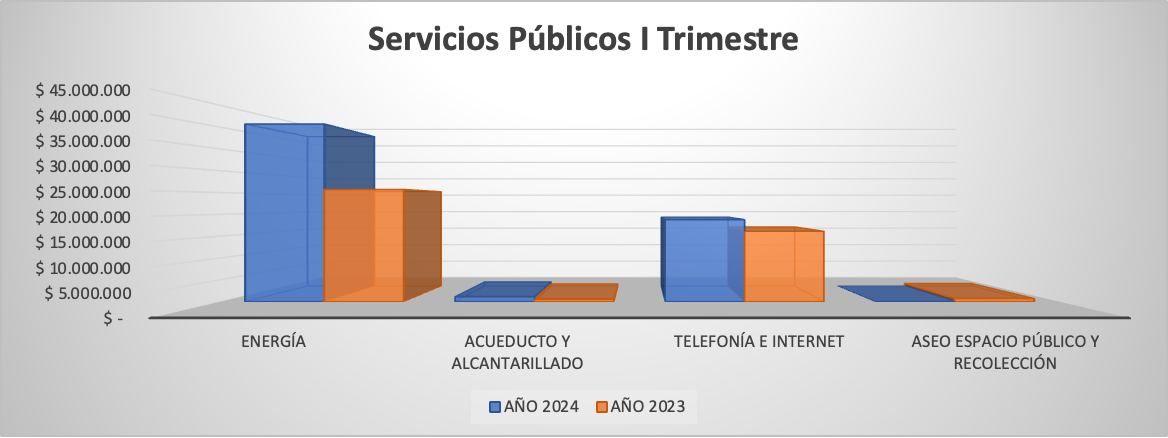 Servicios Públicos I Trimestre
$ 45.000.000
$ 40.000.000
$ 35.000.000
$ 30.000.000
$ 25.000.000
$ 20.000.000
$ 15.000.000
$ 10.000.000
$ 5.000.000
$ -
ENERGÍA
ACUEDUCTO Y
ALCANTARILLADO
TELEFONÍA E INTERNET
ASEO ESPACIO PÚBLICO Y
RECOLECCIÓN
AÑO 2024 AÑO 2023